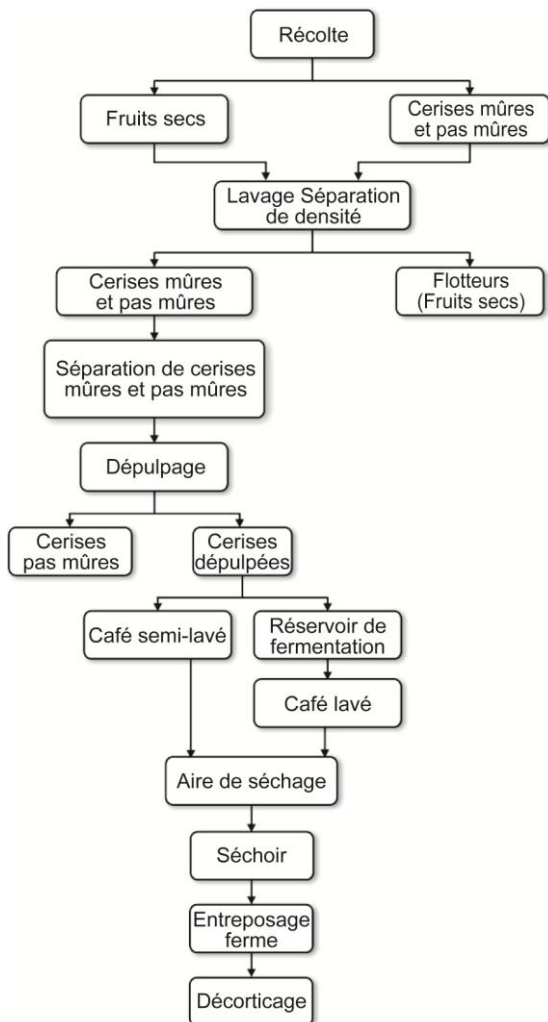 Récolte
Fruits secs
Cerises mûres
et pas mûres
Lavage Séparation
de densité
Cerises mûres
et pas mûres
Flotteurs
(Fruits secs)
Séparation de cerises
mûres et pas mûres
Dépulpage
Cerises
pas mûres
Cerises
dépulpées
Café semi-lavé
Réservoir de
fermentation
Café lavé
Aire de séchage
Séchoir
Entreposage
ferme
Décorticage